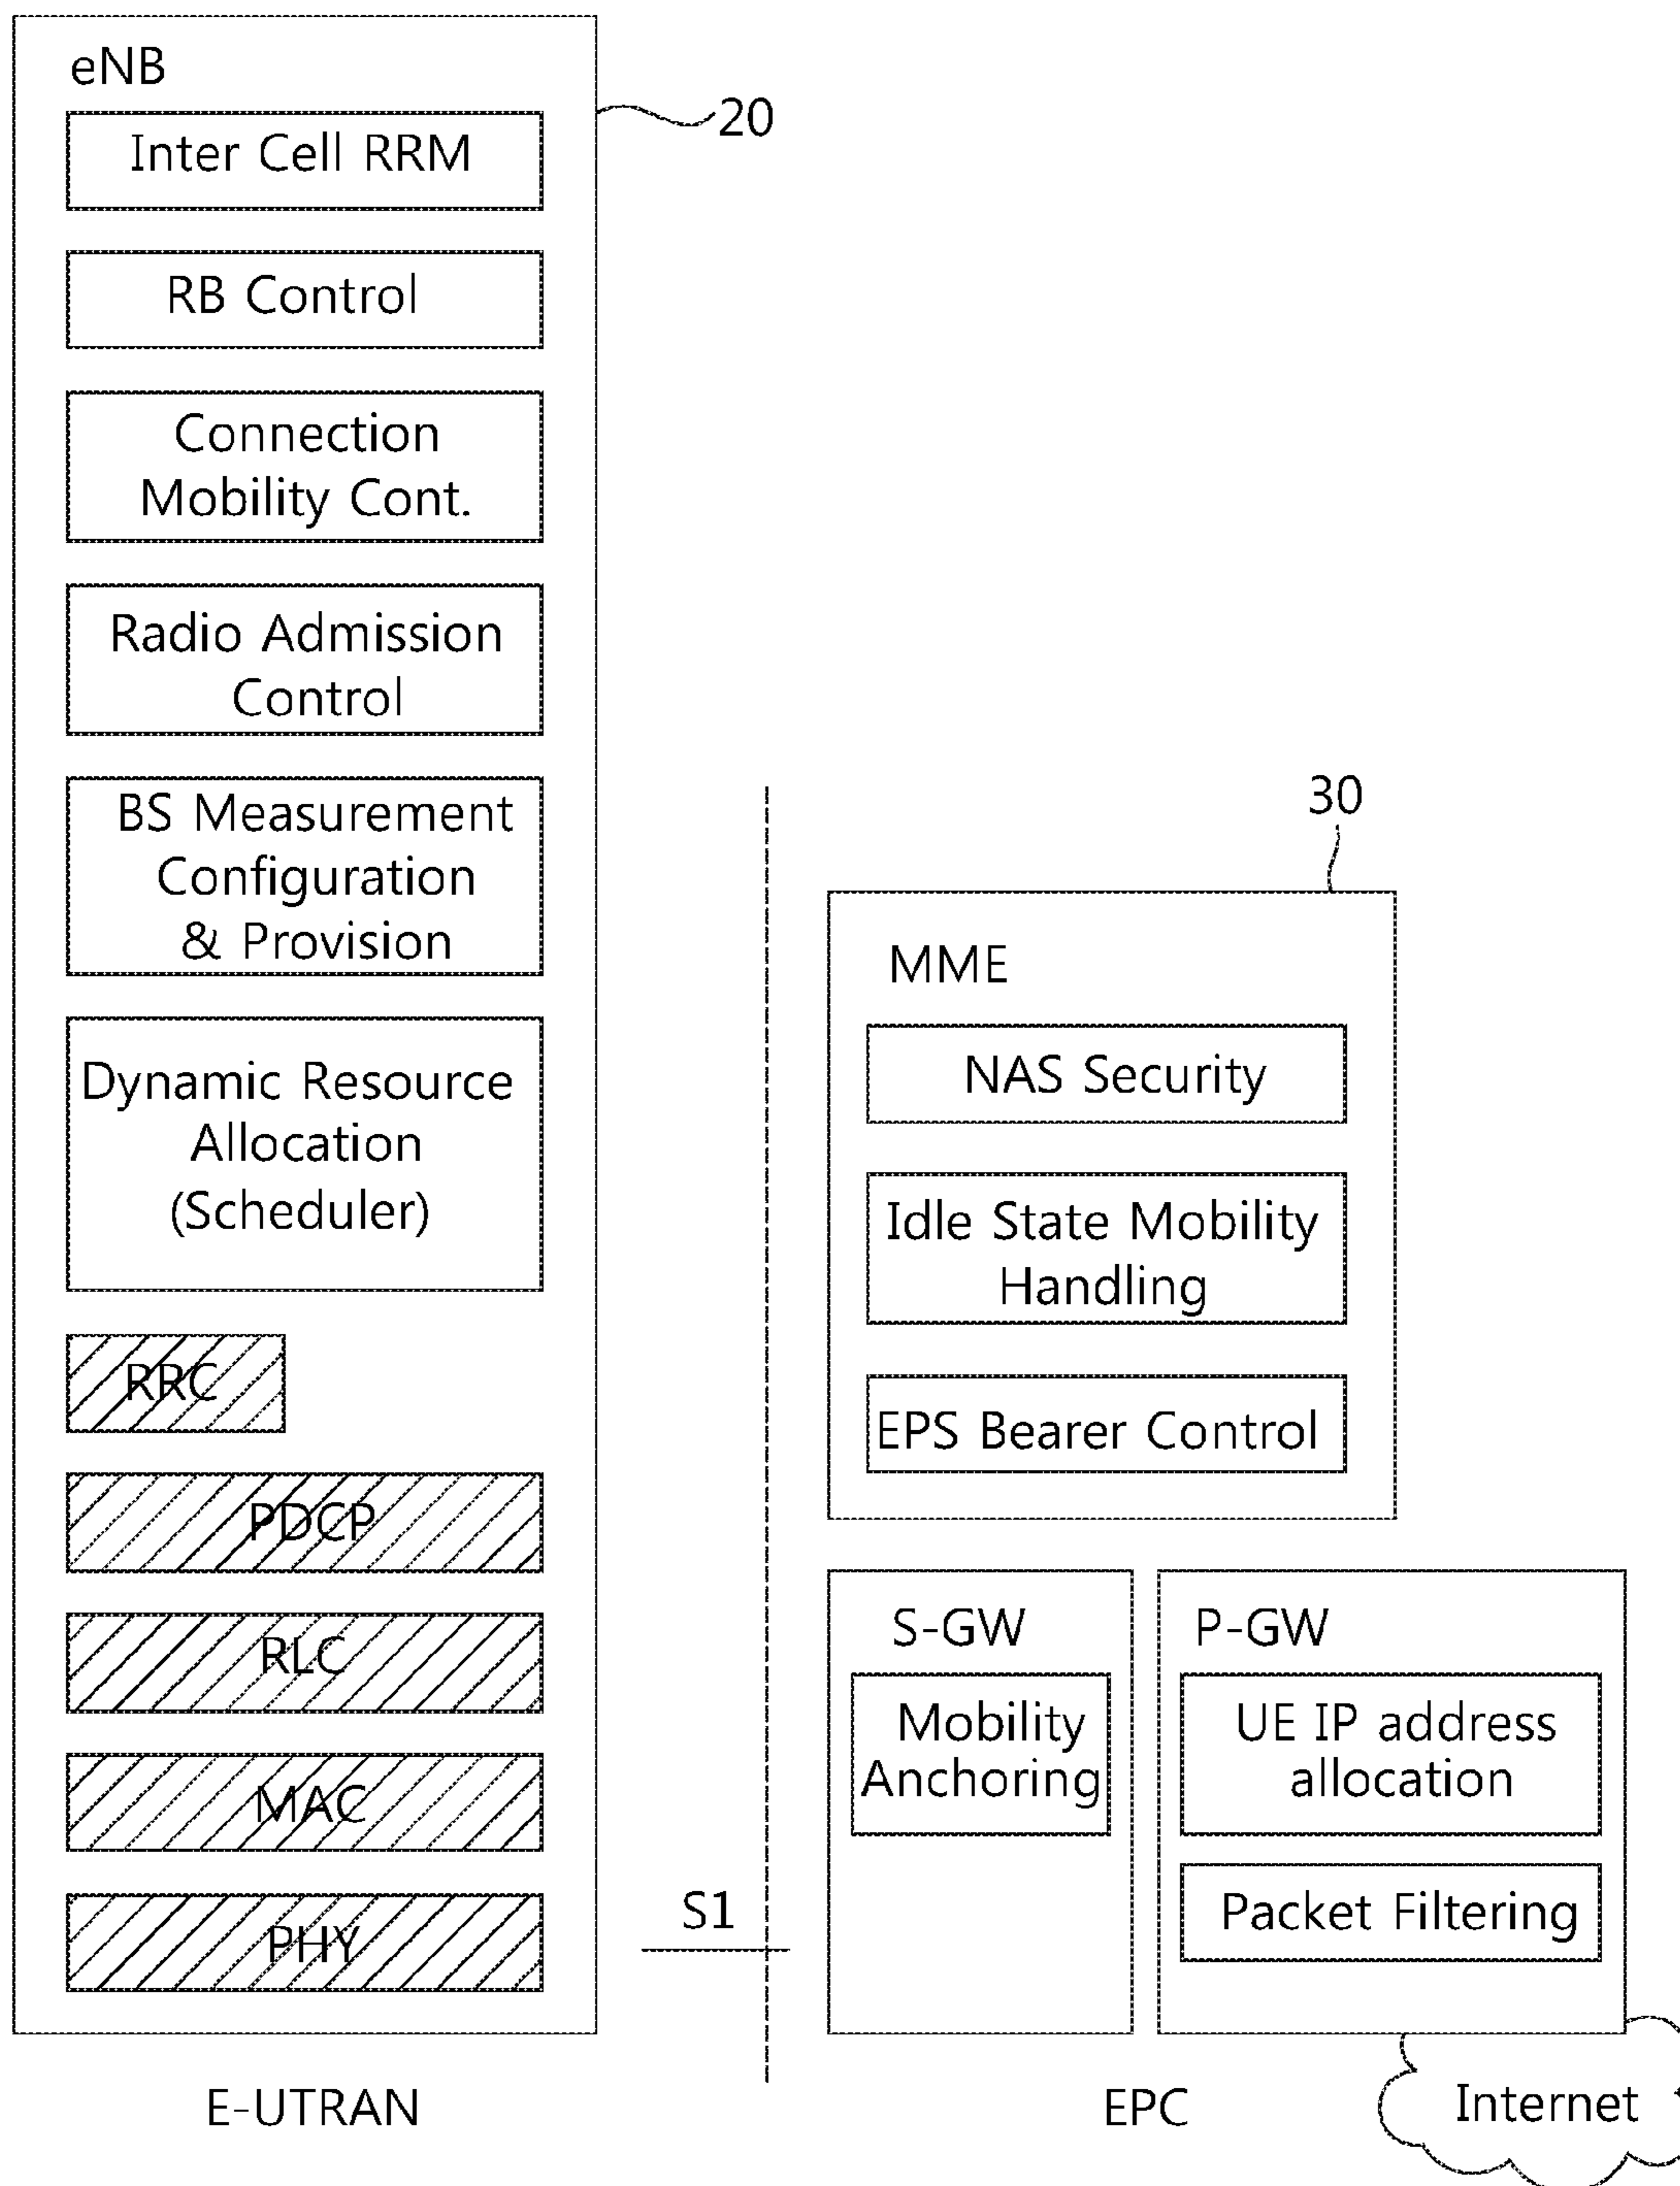 eNB
20
Inter Cell RRM
RB Control
Connection
Mobility Cont.
Radio Admission
Control
BS Measurement
Configuration
& Provision
Dynamic Resource
Allocation
(Scheduler)
RRC
PDCP
RLC
MAC
PHY
E-UTRAN
S1
30
MME
NAS Security
Idle State Mobility
Handling
EPS Bearer Control
S-GW
Mobility
Anchoring
P-GW
UE IP address
allocation
Packet Filtering
EPC
Internet